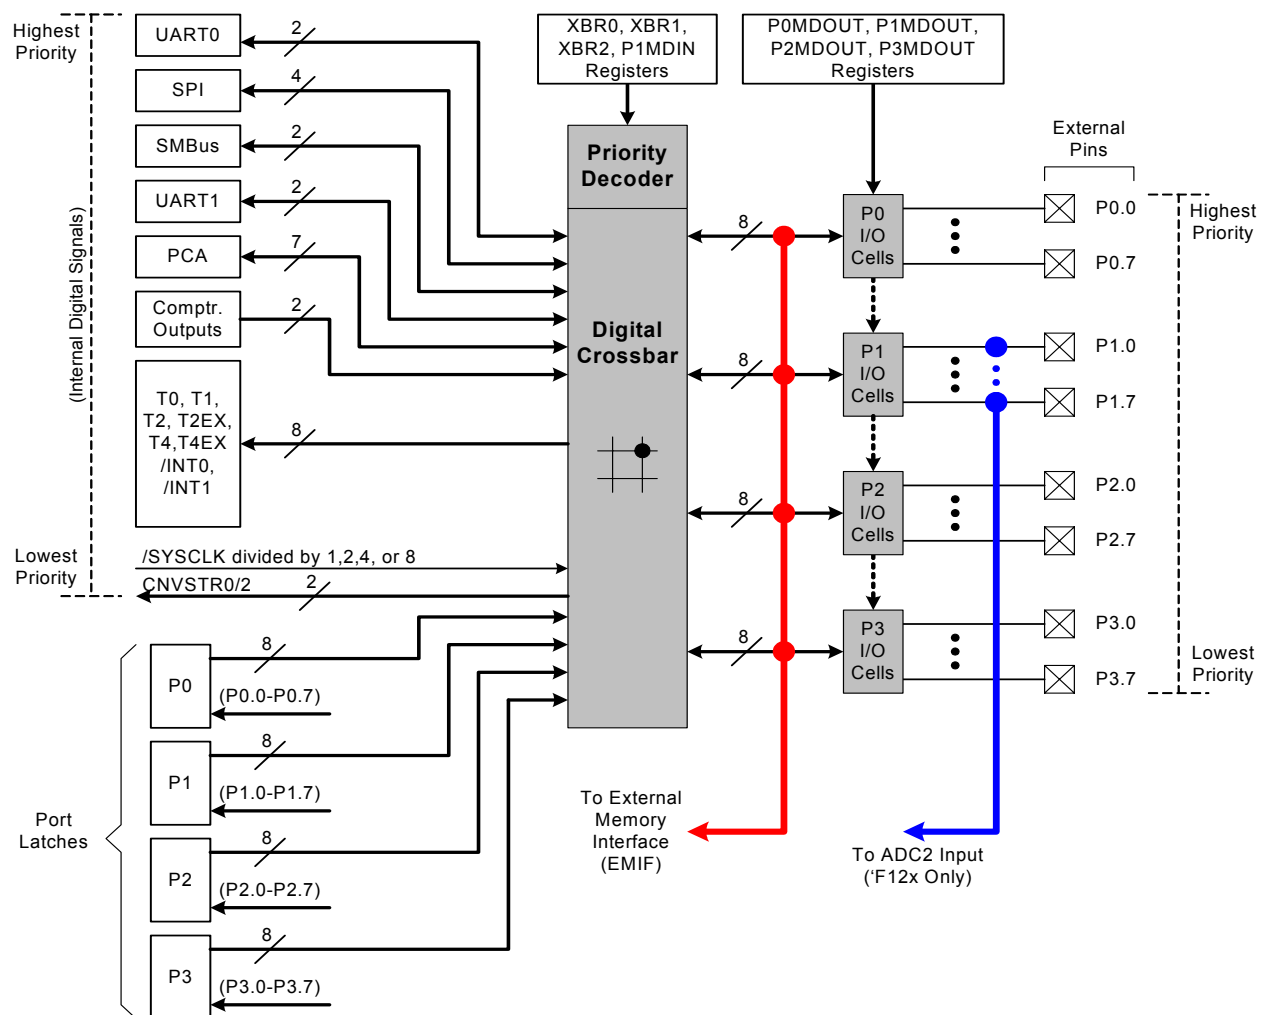 Highest
Priority
UART0
2
SPI
4
SMBus
2
UART1
2
PCA
7
Comptr.
Outputs
2
T0, T1,
T2, T2EX,
T4,T4EX
/INT0,
/INT1
8
(Internal Digital Signals)
Lowest
Priority
/SYSCLK divided by 1,2,4, or 8
CNVSTR0/2
2
Port
Latches
P0
8
(P0.0-P0.7)
P1
8
(P1.0-P1.7)
P2
8
(P2.0-P2.7)
P3
8
(P3.0-P3.7)
XBR0, XBR1,
XBR2, P1MDIN
Registers
Priority
Decoder
Digital
Crossbar
P0MDOUT, P1MDOUT,
P2MDOUT, P3MDOUT
Registers
8
8
8
8
P0
I/O
Cells
P1
I/O
Cells
P2
I/O
Cells
P3
I/O
Cells
External
Pins
P0.0
P0.7
P1.0
P1.7
P2.0
P2.7
P3.0
P3.7
Highest
Priority
Lowest
Priority
To External
Memory
Interface
(EMIF)
To ADC2 Input
(‘F12x Only)